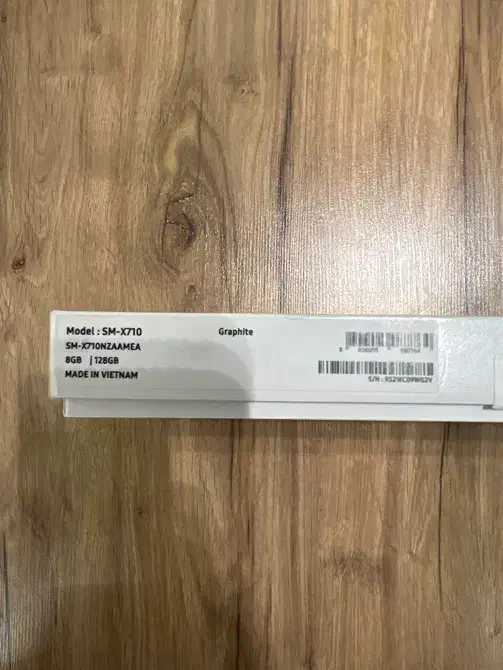 Model : SM-X710
Graphite
SM-X710NZAAMEA
8GB | 128GB
MADE IN VIETNAM
S/N :